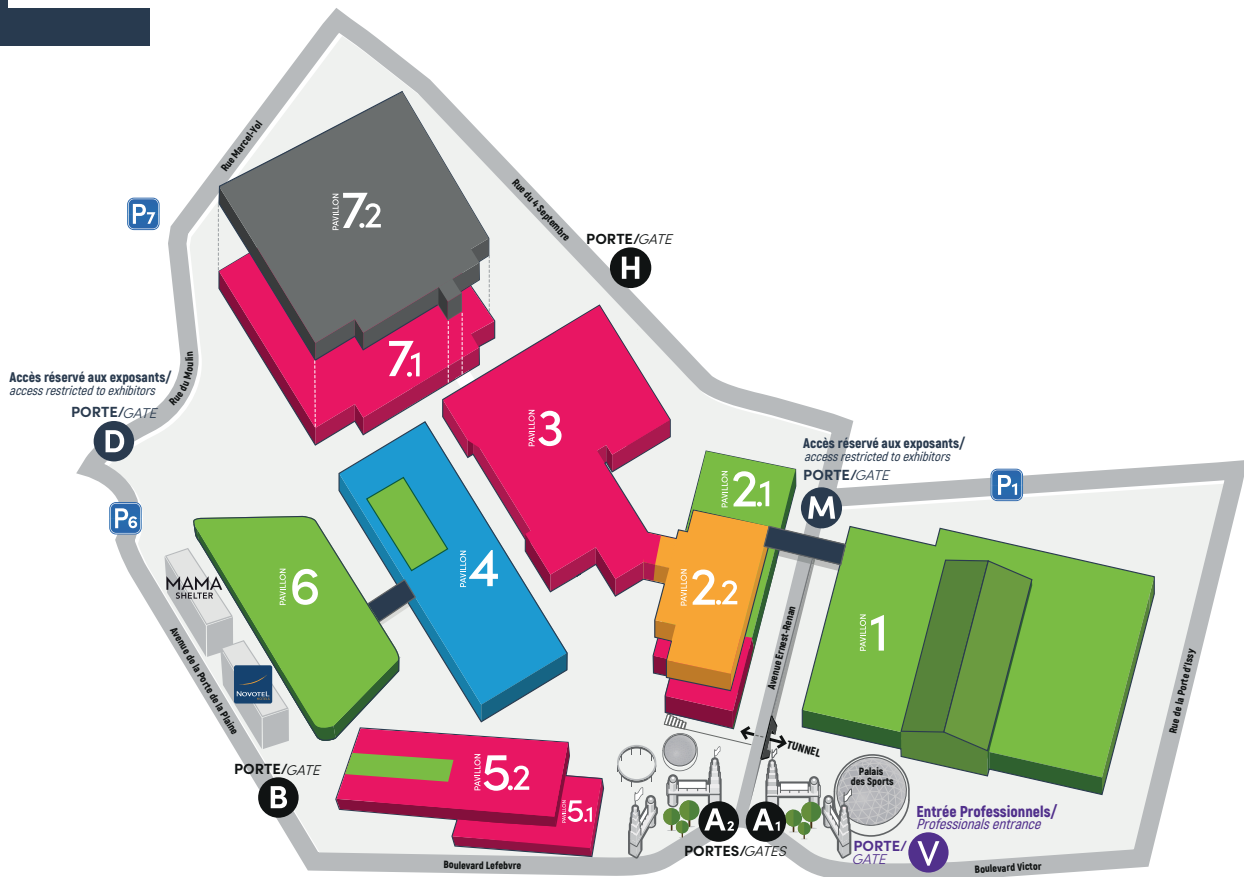 Rue Marcel-Yol
P7
PAVILLON
7.2
Rue du 4 Septembre
PORTE/GATE
H
7.1
Accès réservé aux exposants/
access restricted to exhibitors
Rue du Moulin
PORTE/GATE
D
PAVILLON
3
Accès réservé aux exposants/
access restricted to exhibitors
PORTE/GATE
M
P1
PAVILLON
2.1
P6
PAVILLON
4
PAVILLON
6
MAMA
SHELTER
PAVILLON
2.2
PAVILLON
1
Avenue Ernest-Renan
Avenue de la Porte de la Plaine
NOVOTEL
Rue de la Porte d'Issy
TUNNEL
PORTE/GATE
B
PAVILLON
5.2
PAVILLON
5.1
Palais
des Sports
A2
A1
PORTES/GATES
Entrée Professionnels/
Professionals entrance
PORTE/
GATE
V
Boulevard Lefebvre
Boulevard Victor